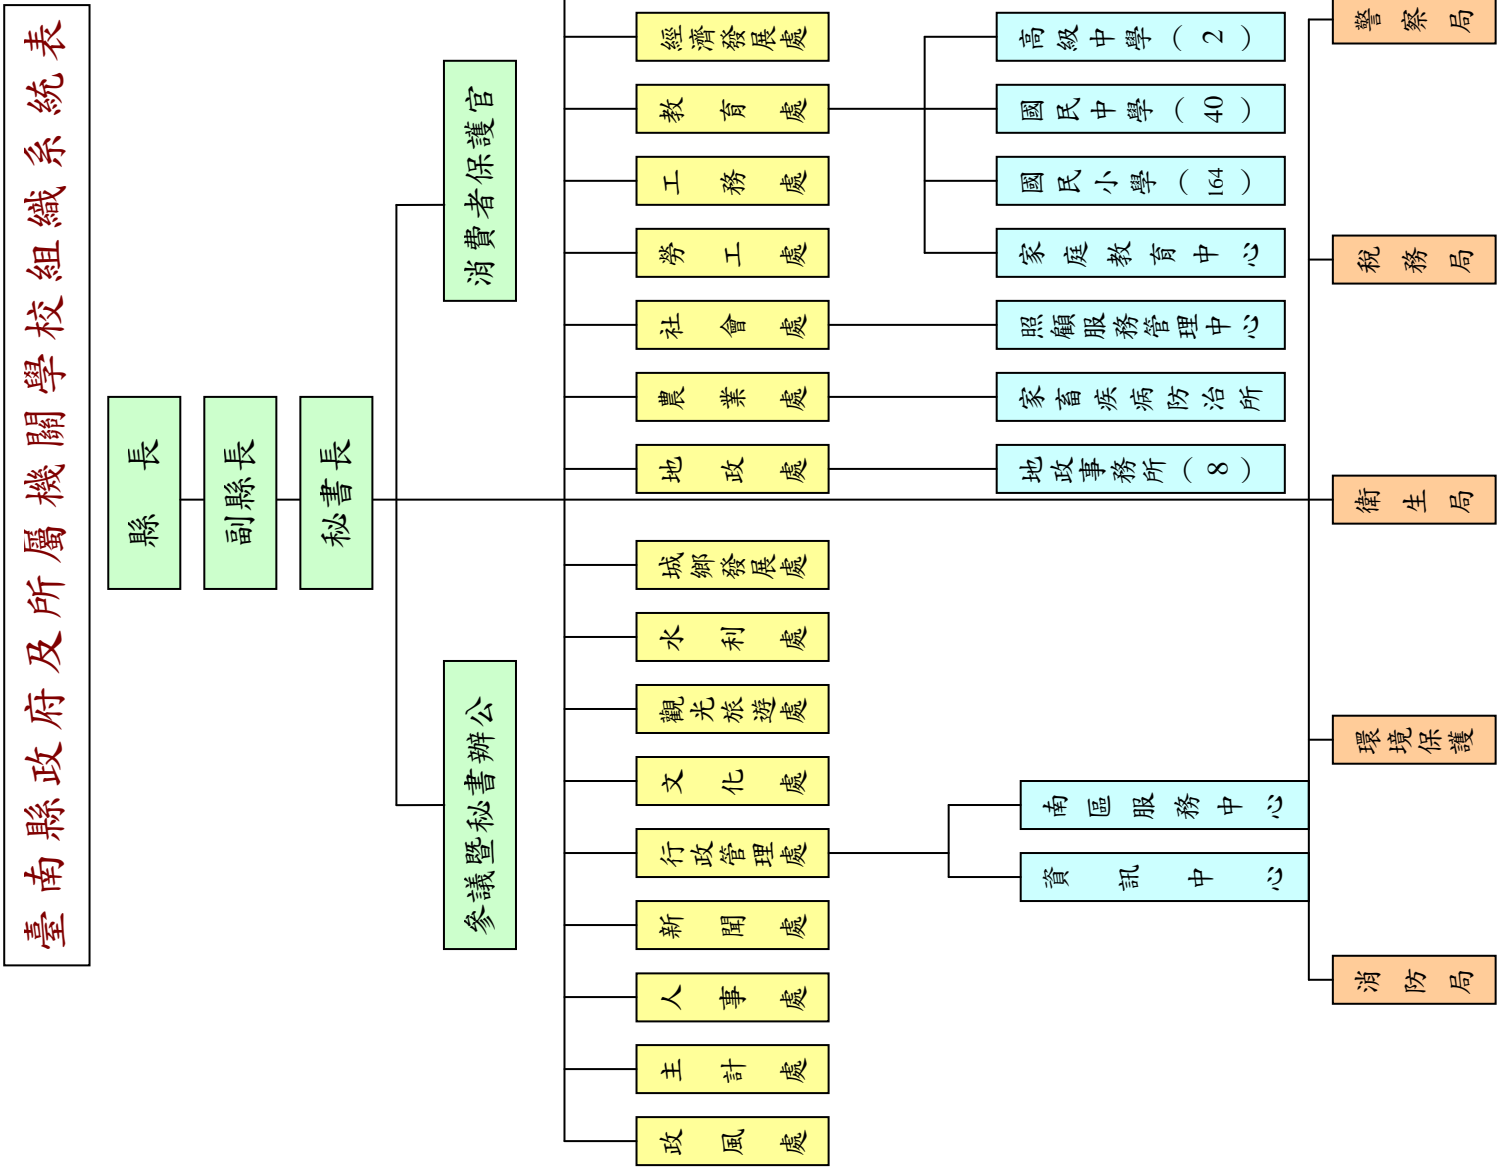 臺南縣政府及所屬機關學校組織系統表
縣長
副縣長
秘書長
參議暨秘書辦公
消費者保護官
政風處
主計處
人事處
新聞處
行政管理處
文化處
觀光旅遊處
水利處
城鄉發展處
地政處
農業處
社會處
勞工處
工務處
教育處
經濟發展處
資訊中心
南區服務中心
地政事務所(8)
家畜疾病防治所
照顧服務管理中心
家庭教育中心
國民小學(164)
國民中學(40)
高級中學(2)
消防局
環境保護
衛生局
稅務局
警察局